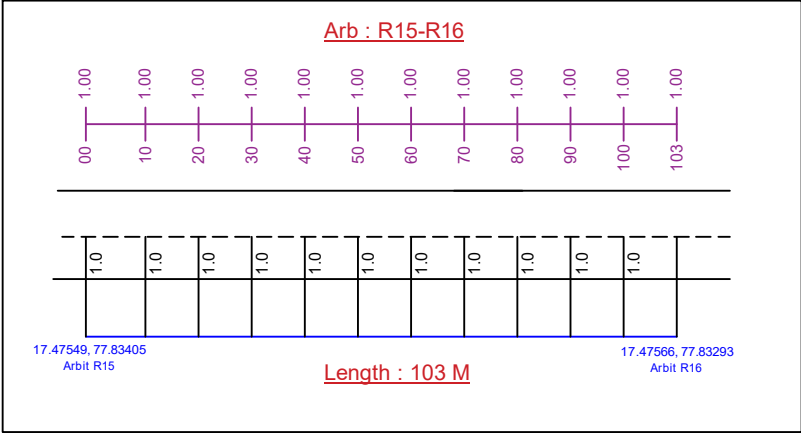 Arb : R15-R16
1.00 1.00 1.00 1.00 1.00 1.00 1.00 1.00 1.00 1.00 1.00 1.00
00 10 20 30 40 50 60 70 80 90 100 103
1.0 1.0 1.0 1.0 1.0 1.0 1.0 1.0 1.0 1.0 1.0
17.47549, 77.83405
Arbit R15
Length : 103 M
17.47566, 77.83293
Arbit R16